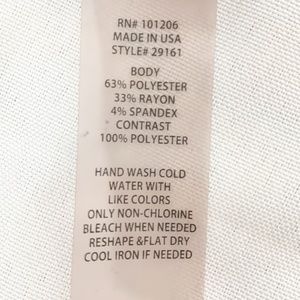 RN# 101206
MADE IN USA
STYLE# 29161
BODY
63% POLYESTER
33% RAYON
4% SPANDEX
CONTRAST
100% POLYESTER
HAND WASH COLD
WATER WITH
LIKE COLORS
ONLY NON-CHLORINE
BLEACH WHEN NEEDED
RESHAPE &FLAT DRY
COOL IRON IF NEEDED